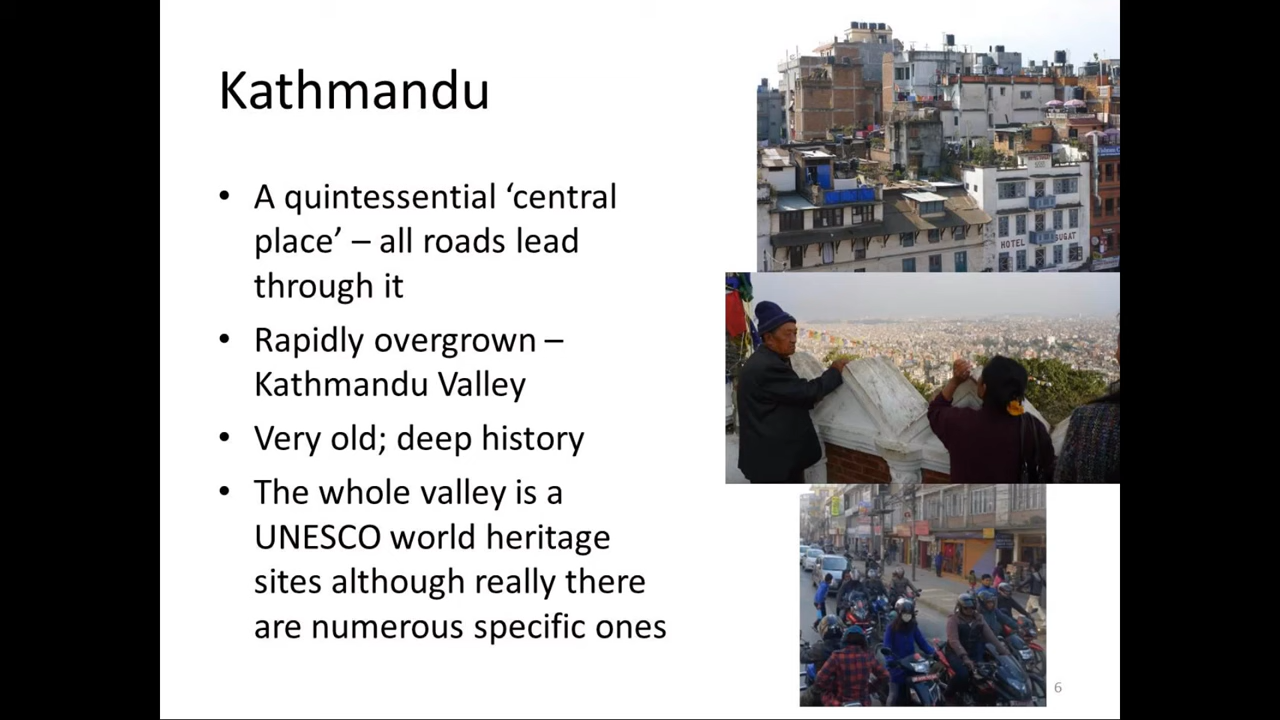 Kathmandu
• A quintessential ‘central
place’ – all roads lead
through it
• Rapidly overgrown –
Kathmandu Valley
• Very old; deep history
• The whole valley is a
UNESCO world heritage
sites although really there
are numerous specific ones
HOTEL SUGAT
6